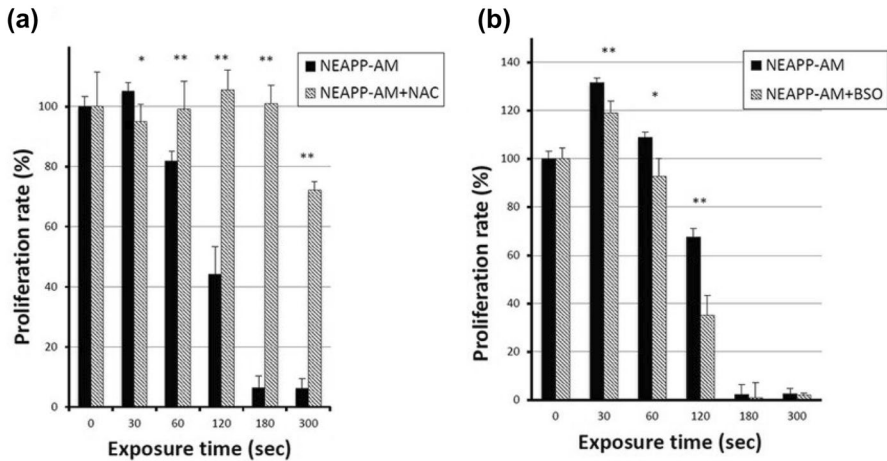 (a)
Proliferation rate (%)
100
80
60
40
20
0
* ** ** ** **
NEAPP-AM
NEAPP-AM+NAC
0 30 60 120 180 300
Exposure time (sec)
(b)
Proliferation rate (%)
140
120
100
80
60
40
20
0
** * **
NEAPP-AM
NEAPP-AM+BSO
0 30 60 120 180 300
Exposure time (sec)